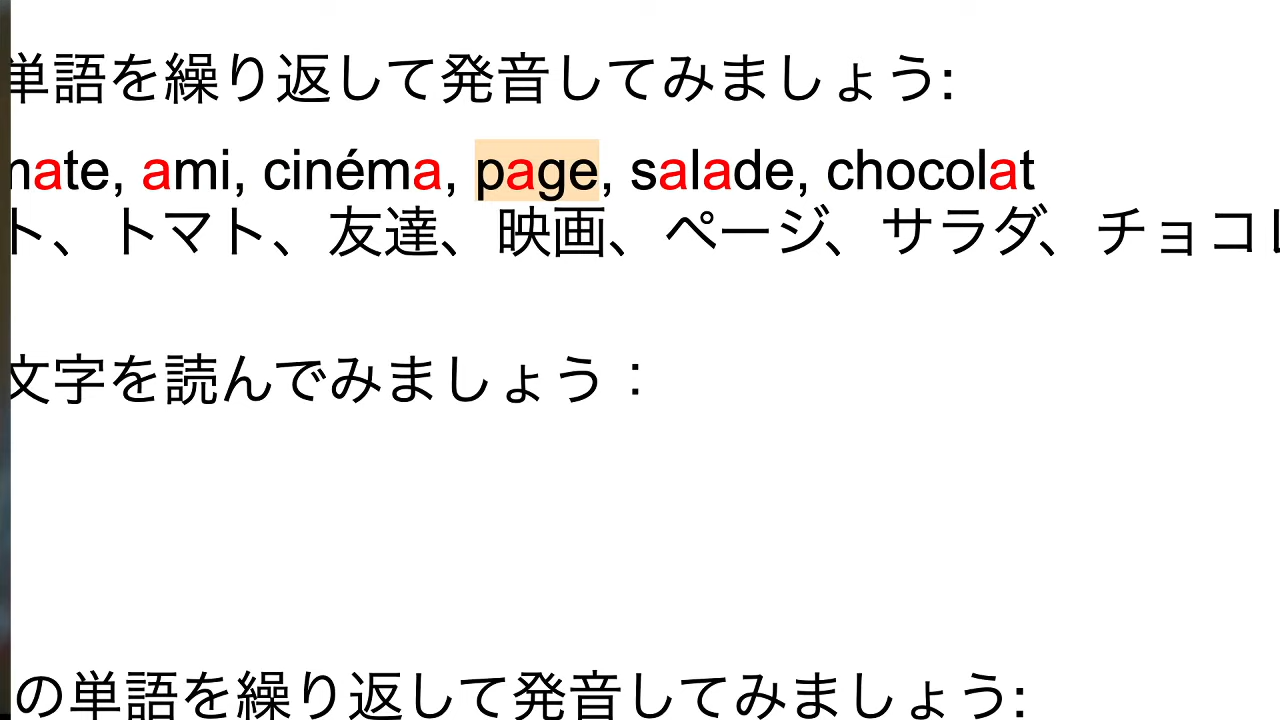 単語を繰り返して発音してみましょう:
mate, ami, cinéma, page, salade, chocolat
ト、トマト、友達、映画、ページ、サラダ、チョコレ
文字を読んでみましょう：
の単語を繰り返して発音してみましょう: